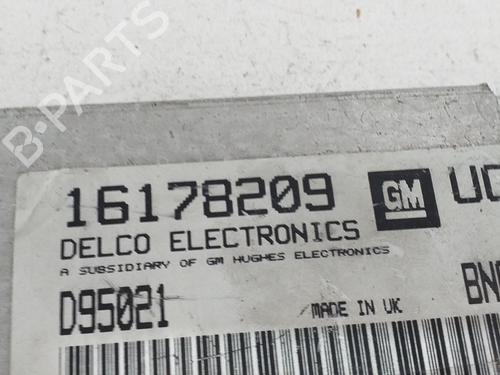 B-PARTS
16178209 GM
DELCO ELECTRONICS
A SUBSIDIARY OF GM HUGHES ELECTRONICS
D95021 MADE IN UK